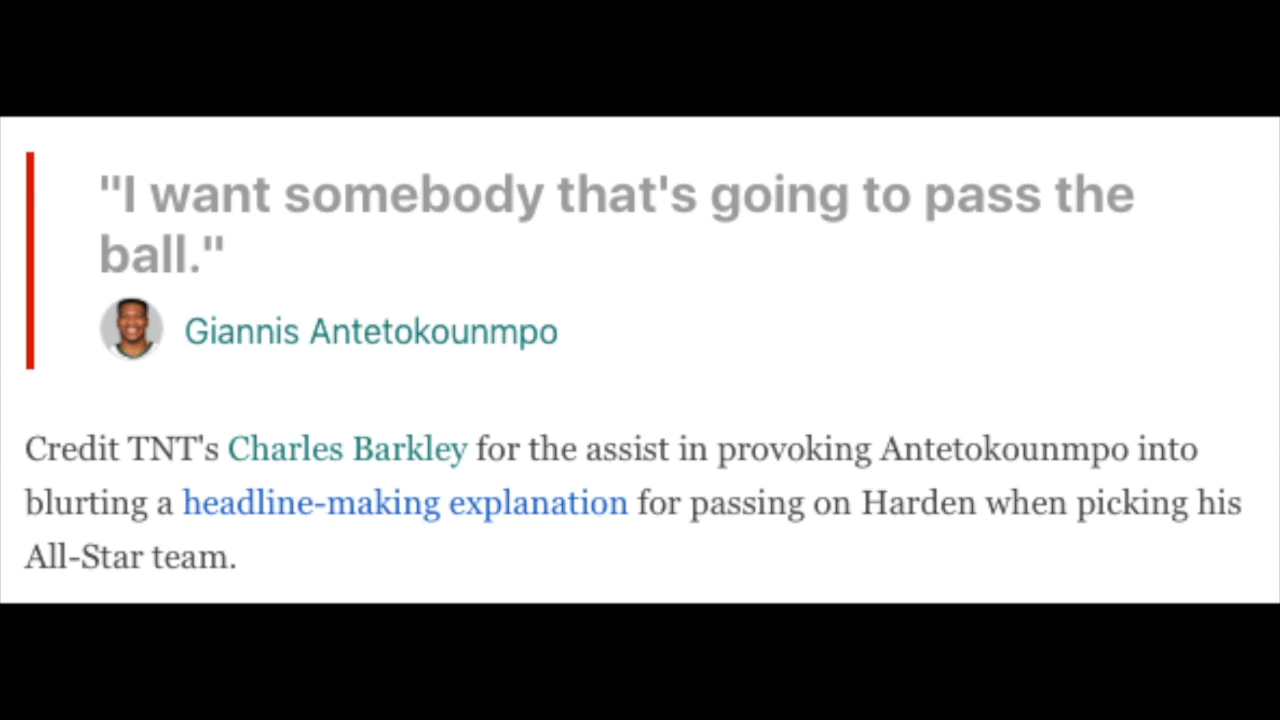 "I want somebody that's going to pass the
ball."
Giannis Antetokounmpo
Credit TNT's Charles Barkley for the assist in provoking Antetokounmpo into
blurting a headline-making explanation for passing on Harden when picking his
All-Star team.